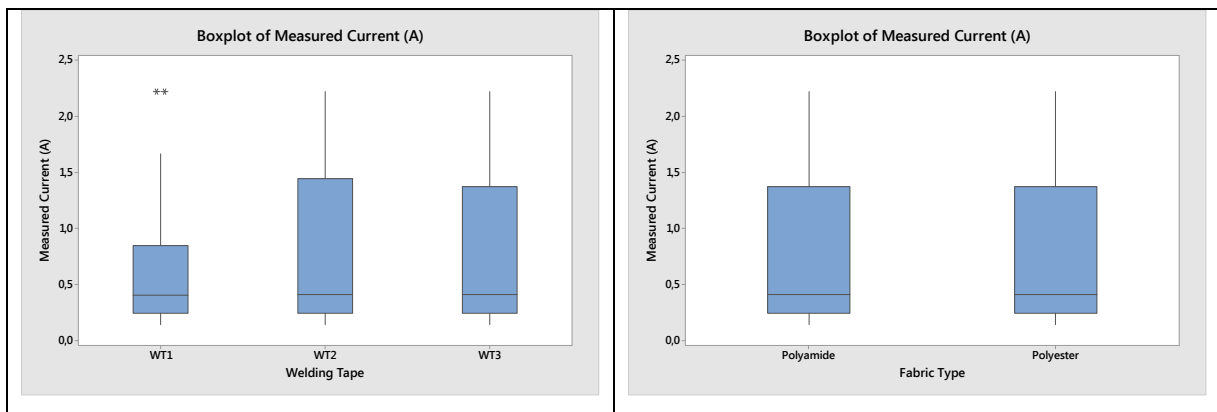 Boxplot of Measured Current (A)
2,5
2,0
1,5
1,0
0,5
0,0
Measured Current (A)
**
WT1 WT2 WT3
Welding Tape
Boxplot of Measured Current (A)
2,5
2,0
1,5
1,0
0,5
0,0
Measured Current (A)
Polyamide Polyester
Fabric Type